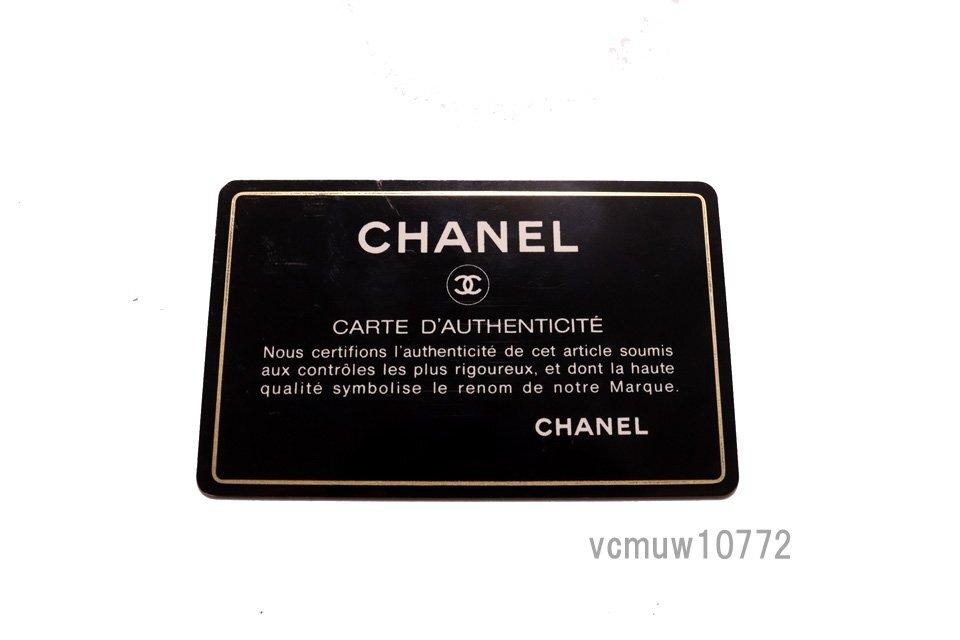 CHANEL
CARTE D'AUTHENTICITÉ
Nous certifions l'authenticité de cet article soumis
aux contrôles les plus rigoureux, et dont la haute
qualité symbolise le renom de notre Marque.
CHANEL
vcmuw10772